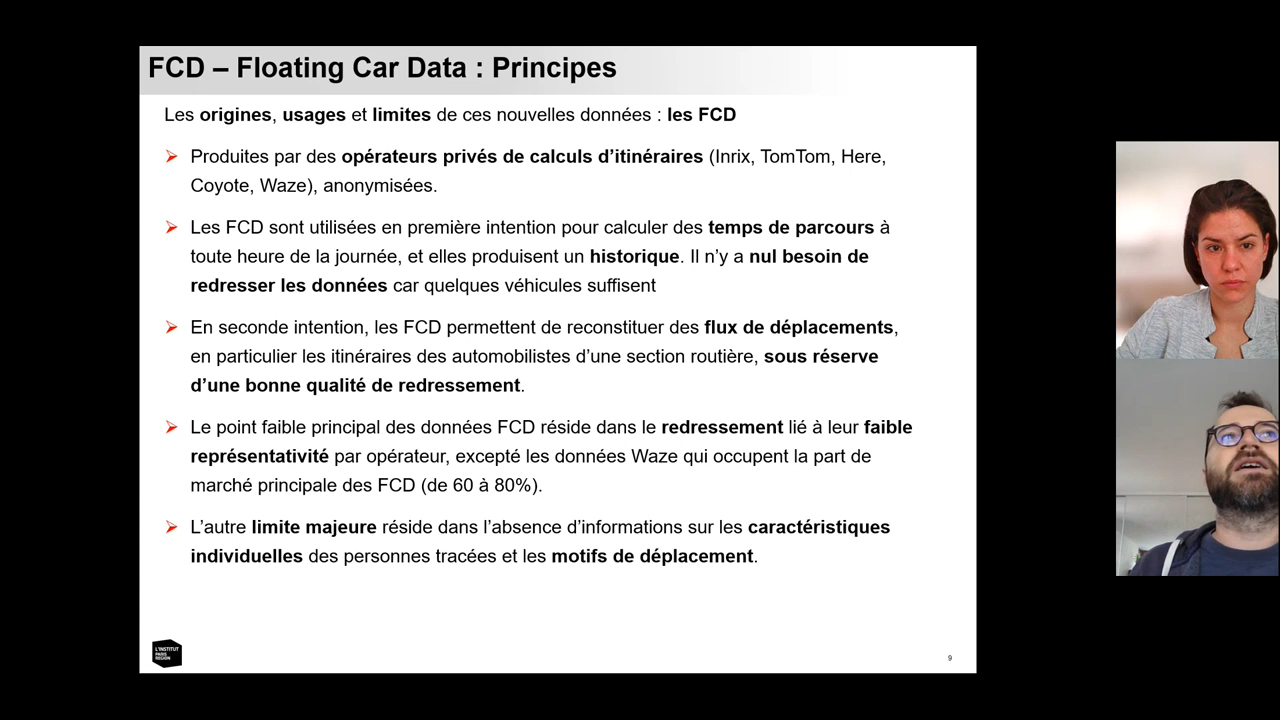 FCD – Floating Car Data : Principes
Les origines, usages et limites de ces nouvelles données : les FCD
Produites par des opérateurs privés de calculs d’itinéraires (Inrix, TomTom, Here,
Coyote, Waze), anonymisées.
Les FCD sont utilisées en première intention pour calculer des temps de parcours à
toute heure de la journée, et elles produisent un historique. Il n’y a nul besoin de
redresser les données car quelques véhicules suffisent
En seconde intention, les FCD permettent de reconstituer des flux de déplacements,
en particulier les itinéraires des automobilistes d’une section routière, sous réserve
d’une bonne qualité de redressement.
Le point faible principal des données FCD réside dans le redressement lié à leur faible
représentativité par opérateur, excepté les données Waze qui occupent la part de
marché principale des FCD (de 60 à 80%).
L’autre limite majeure réside dans l’absence d’informations sur les caractéristiques
individuelles des personnes tracées et les motifs de déplacement.
L’INSTITUT
PARIS
REGION
9